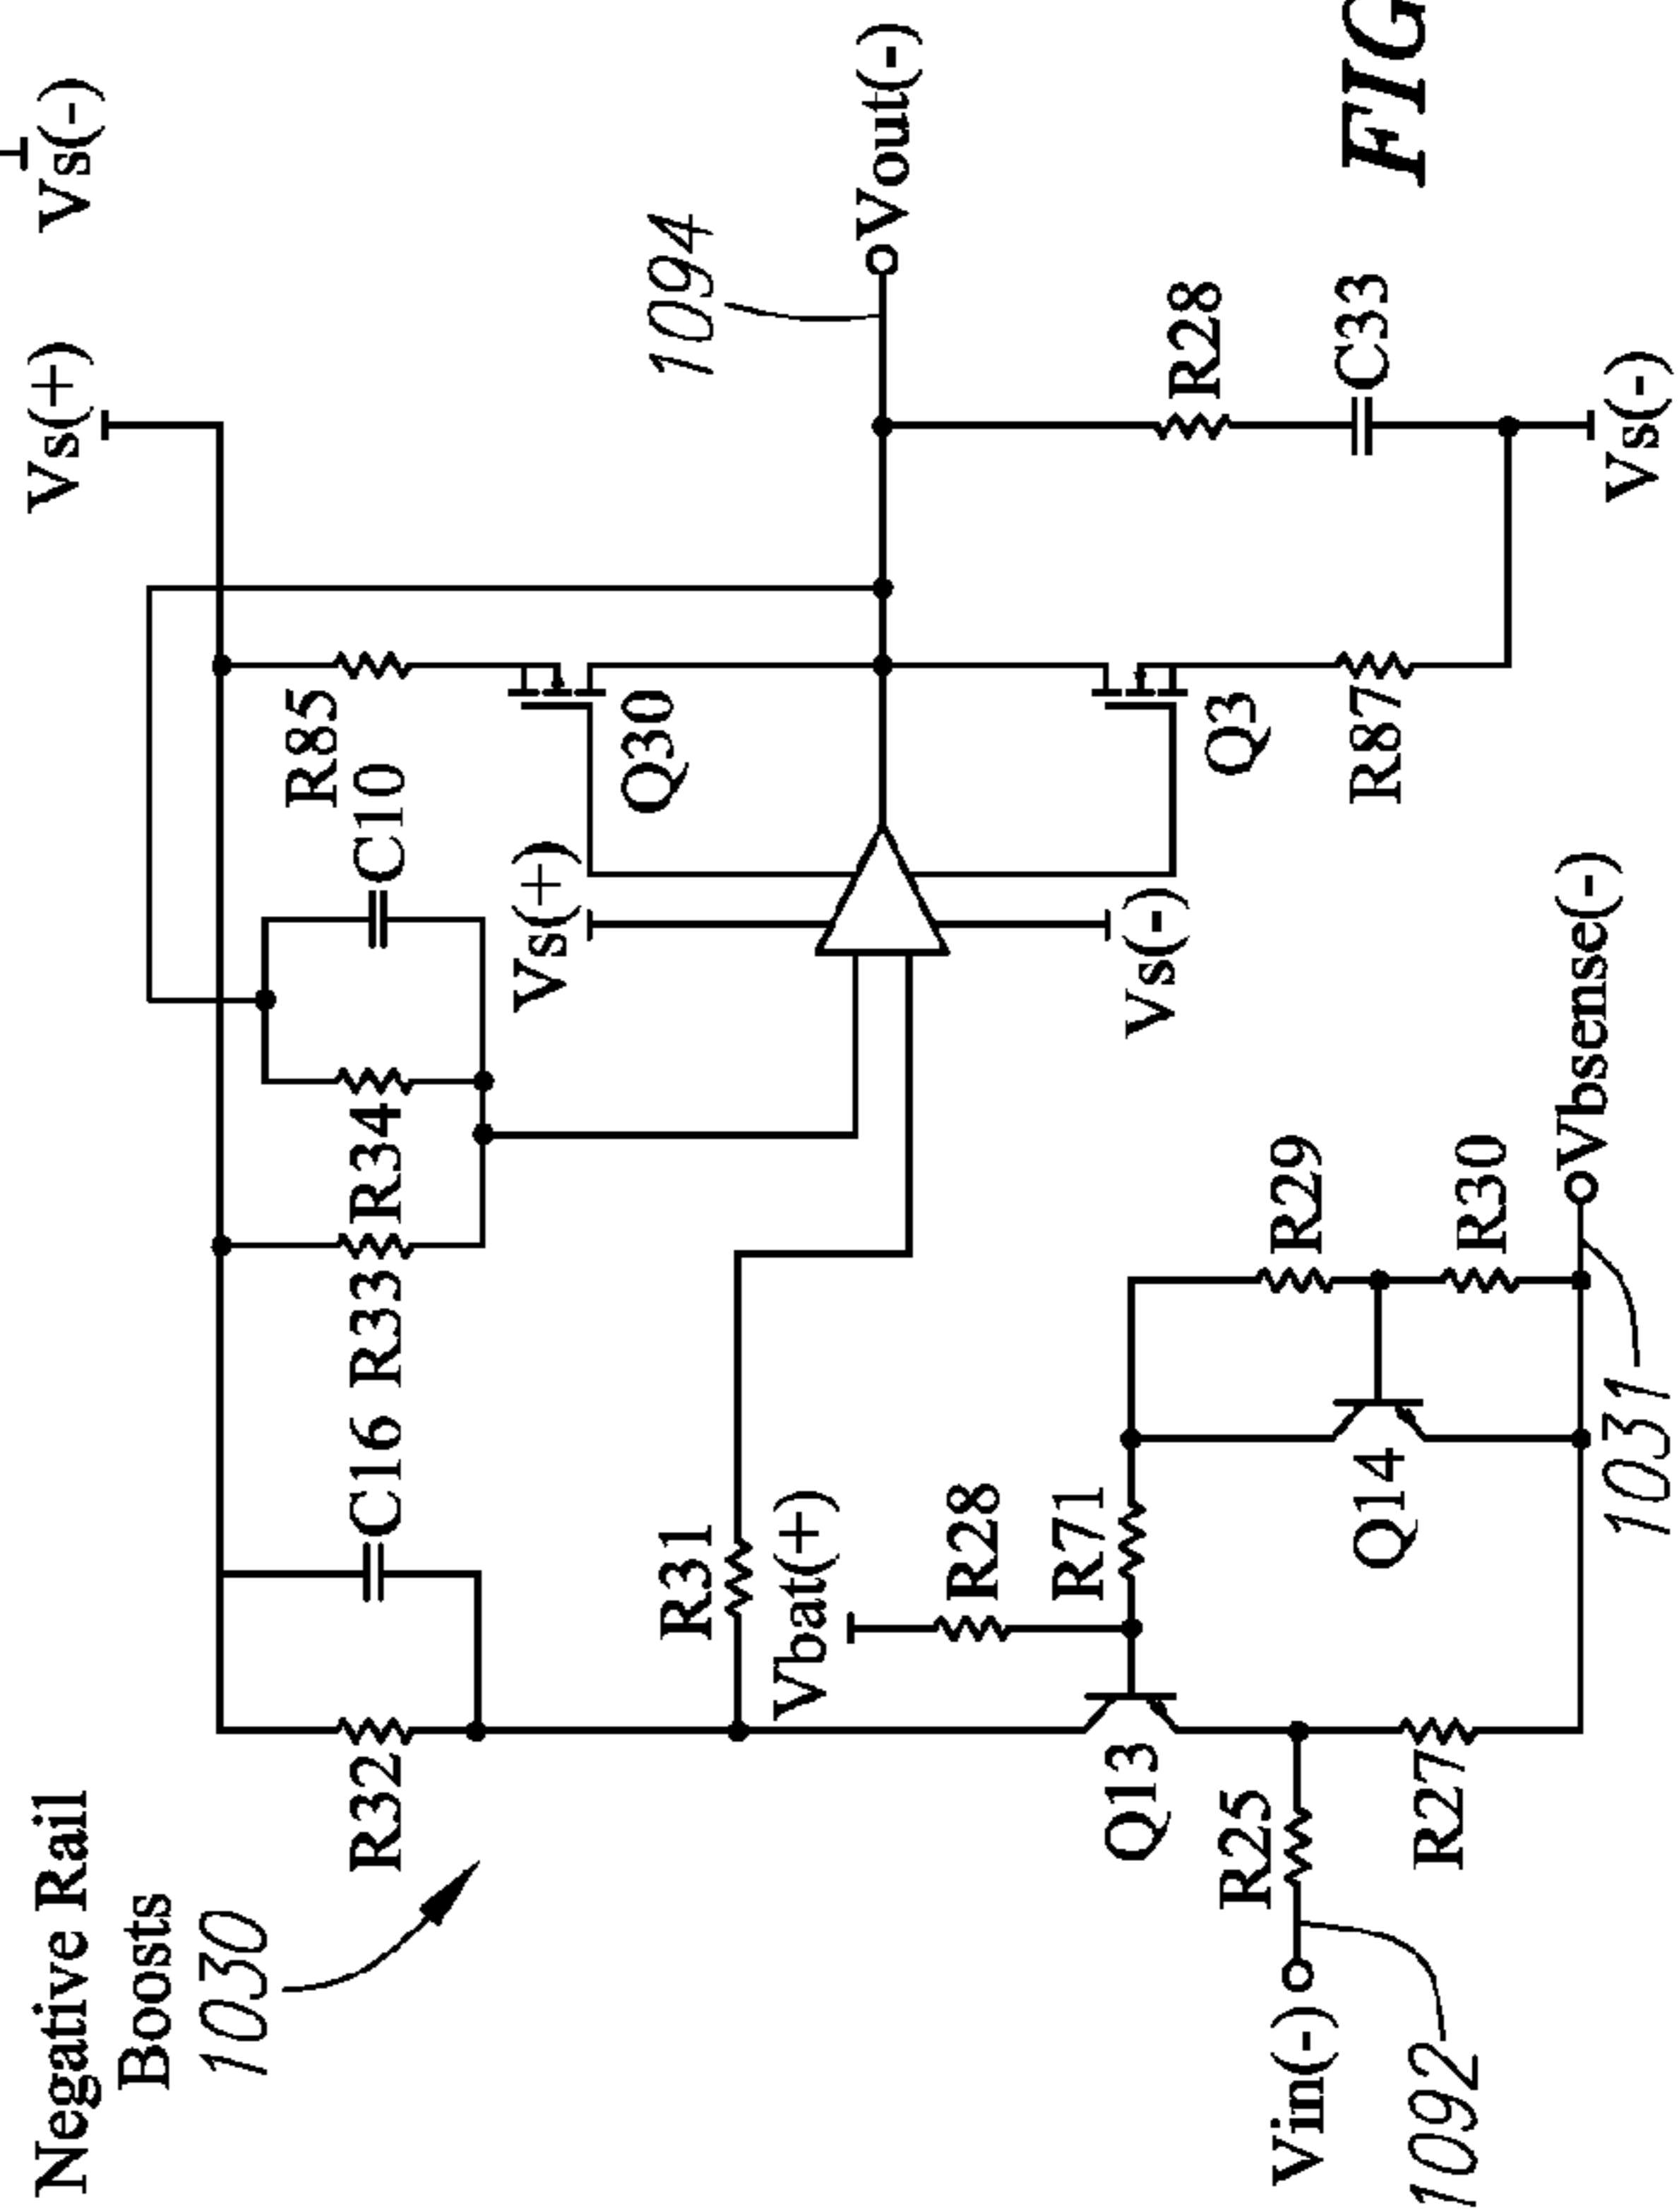 Negative Rail
Boosts
1030
Vs(+)
Vs(-)
R32
C16
R33
R34
C10
R85
Vs(+)
Q30
1094
R31
Vbat(+)
Vout(-)
R28
R71
Vs(-)
Q13
R28
Q3
R29
R25
Vin(-)
C33
Q14
R87
R27
R30
1092
Vbsense(-)
1031
Vs(-)
FIG